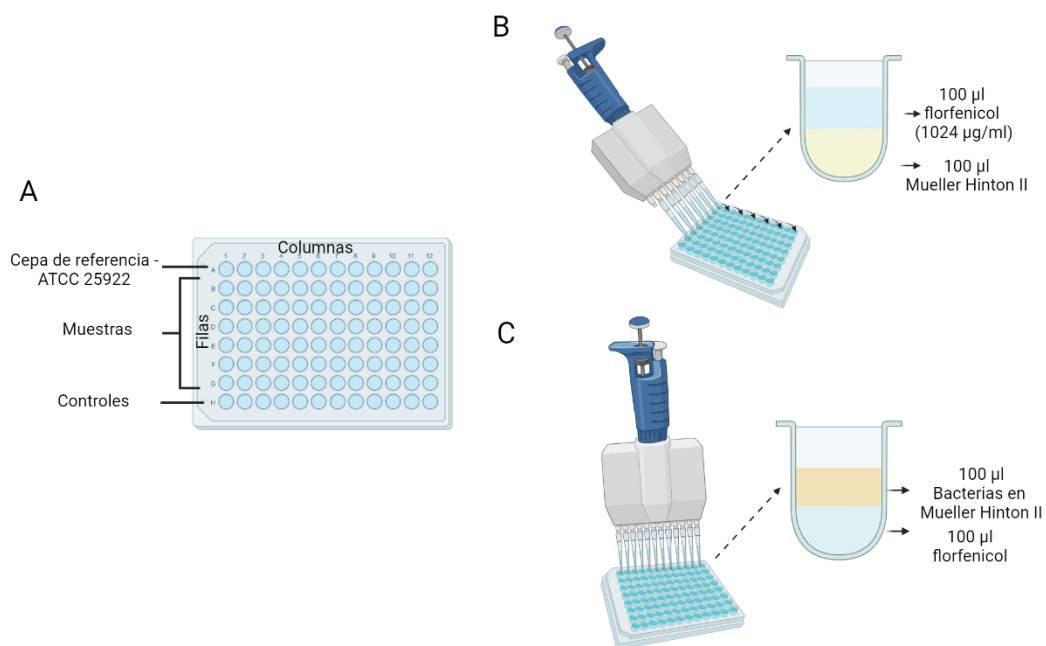 A
Columnas
1 2 3 4 5 6 7 8 9 10 11 12
Cepa de referencia -
ATCC 25922
Muestras
Controles
Filas
A
B
C
D
E
F
G
H
B
100 µl
florfenicol
(1024 µg/ml)
100 µl
Mueller Hinton II
C
100 µl
Bacterias en
Mueller Hinton II
100 µl
florfenicol